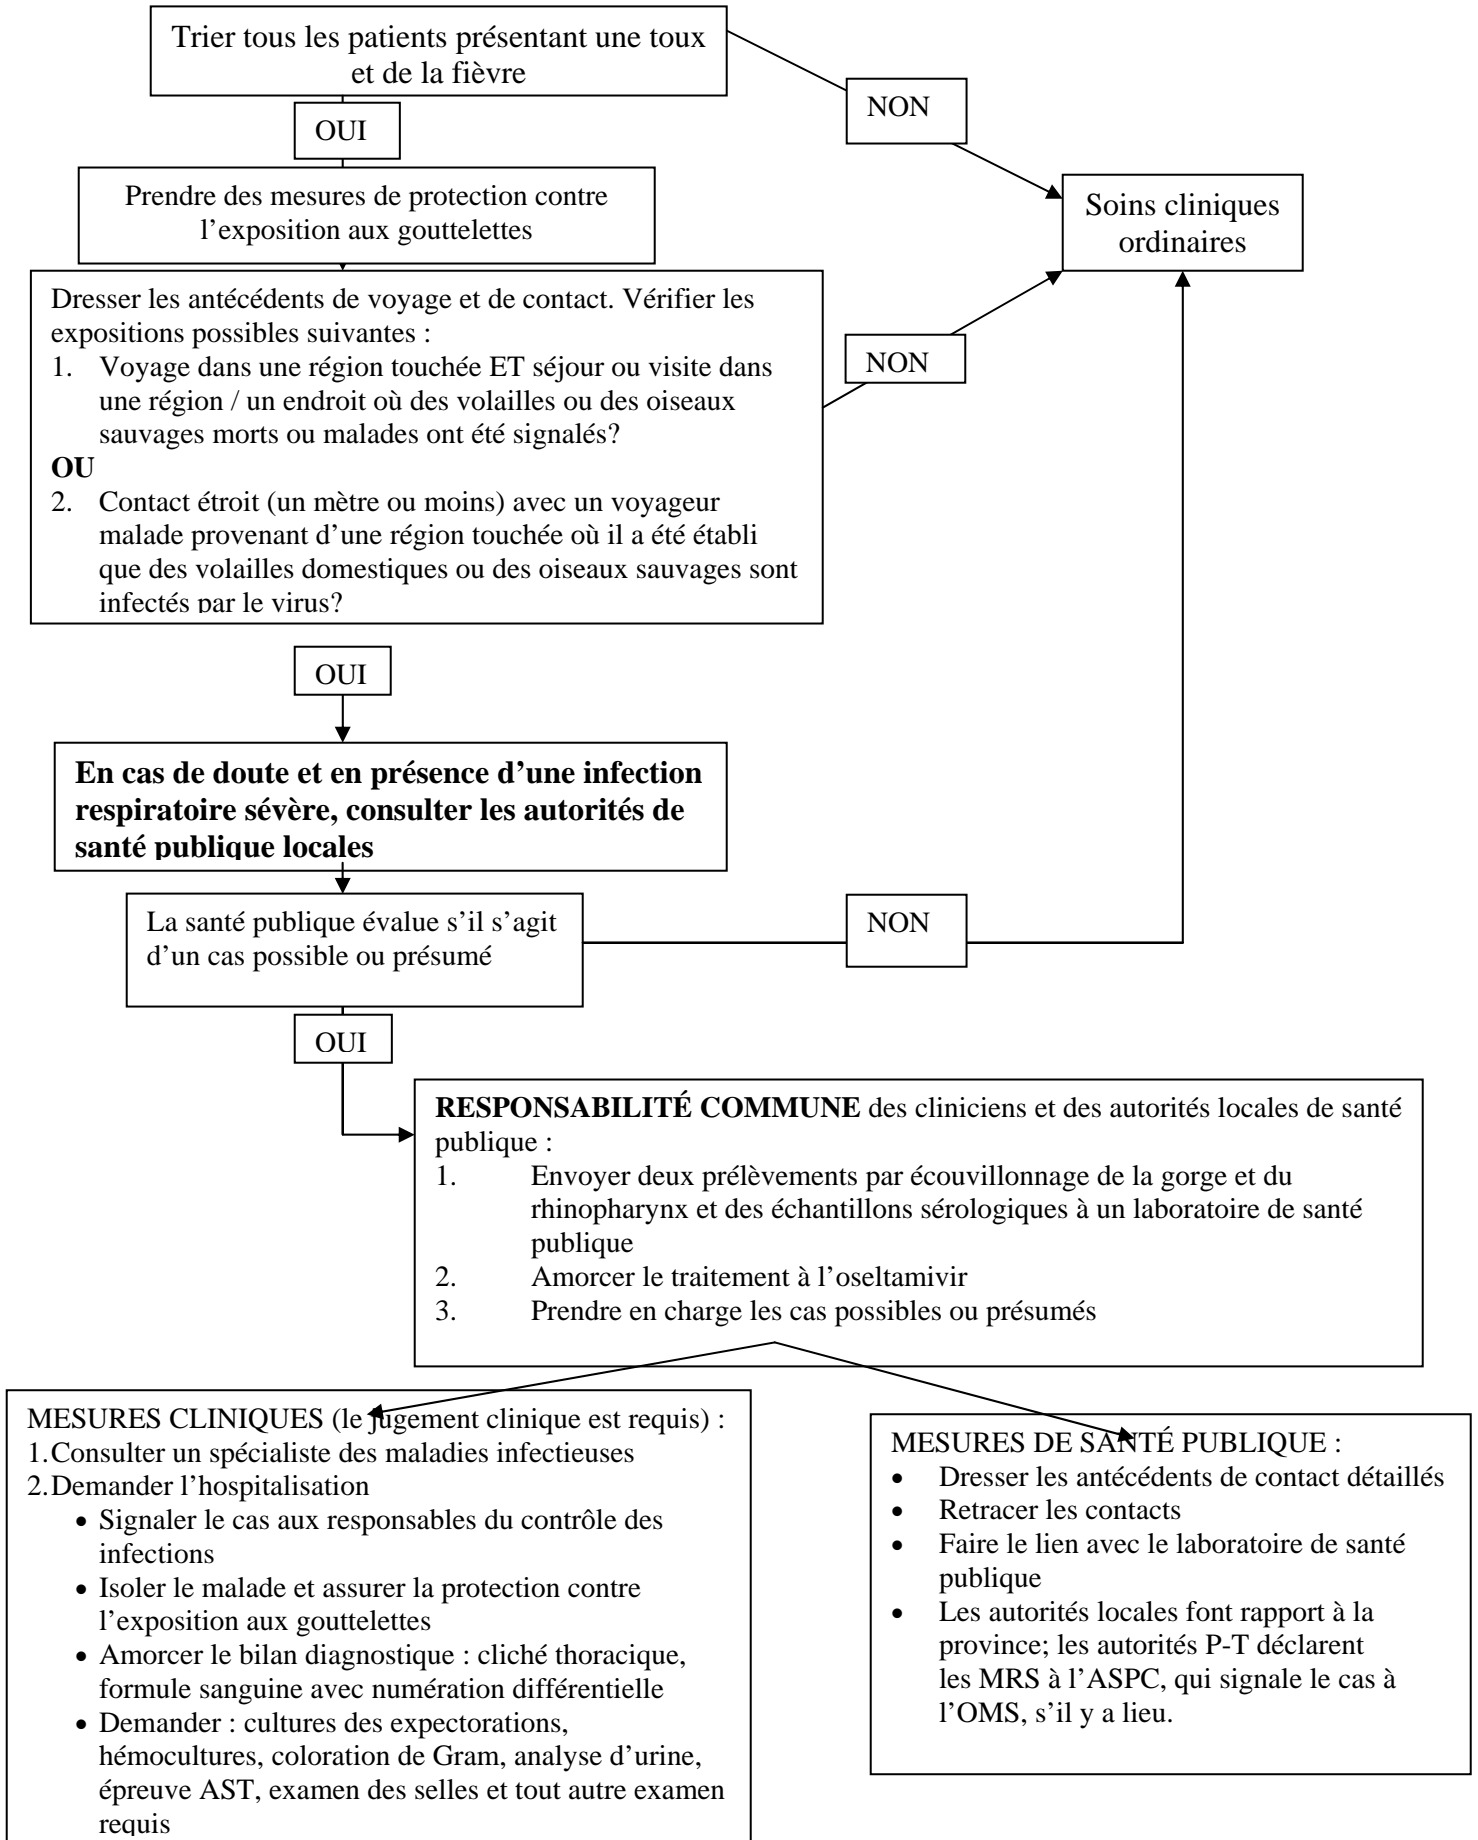 Trier tous les patients présentant une toux
et de la fièvre
NON
OUI
Prendre des mesures de protection contre
l’exposition aux gouttelettes
Soins cliniques
ordinaires
Dresser les antécédents de voyage et de contact. Vérifier les
expositions possibles suivantes :
1. Voyage dans une région touchée ET séjour ou visite dans
une région / un endroit où des volailles ou des oiseaux
sauvages morts ou malades ont été signalés?
OU
2. Contact étroit (un mètre ou moins) avec un voyageur
malade provenant d’une région touchée où il a été établi
que des volailles domestiques ou des oiseaux sauvages sont
infectés par le virus?
NON
OUI
En cas de doute et en présence d’une infection
respiratoire sévère, consulter les autorités de
santé publique locales
La santé publique évalue s’il s’agit
d’un cas possible ou présumé
NON
OUI
RESPONSABILITÉ COMMUNE des cliniciens et des autorités locales de santé
publique :
1. Envoyer deux prélèvements par écouvillonnage de la gorge et du
rhinopharynx et des échantillons sérologiques à un laboratoire de santé
publique
2. Amorcer le traitement à l’oseltamivir
3. Prendre en charge les cas possibles ou présumés
MESURES CLINIQUES (le jugement clinique est requis) :
1. Consulter un spécialiste des maladies infectieuses
2. Demander l’hospitalisation
• Signaler le cas aux responsables du contrôle des
infections
• Isoler le malade et assurer la protection contre
l’exposition aux gouttelettes
• Amorcer le bilan diagnostique : cliché thoracique,
formule sanguine avec numération différentielle
• Demander : cultures des expectorations,
hémocultures, coloration de Gram, analyse d’urine,
épreuve AST, examen des selles et tout autre examen
requis
MESURES DE SANTÉ PUBLIQUE :
• Dresser les antécédents de contact détaillés
• Retracer les contacts
• Faire le lien avec le laboratoire de santé
publique
• Les autorités locales font rapport à la
province; les autorités P-T déclarent
les MRS à l’ASPC, qui signale le cas à
l’OMS, s’il y a lieu.